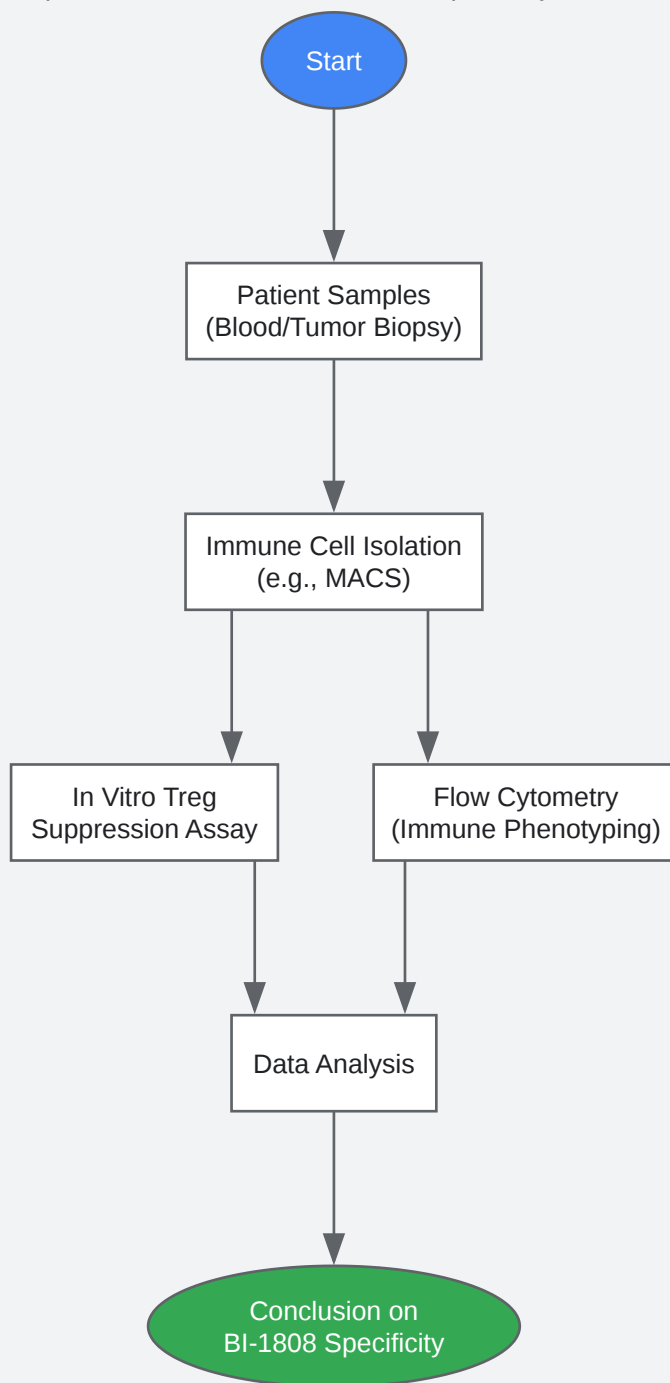 Start
Patient Samples
(Blood/Tumor Biopsy)
Immune Cell Isolation
(e.g., MACS)
In Vitro Treg
Suppression Assay
Flow Cytometry
(Immune Phenotyping)
Data Analysis
Conclusion on
BI-1808 Specificity